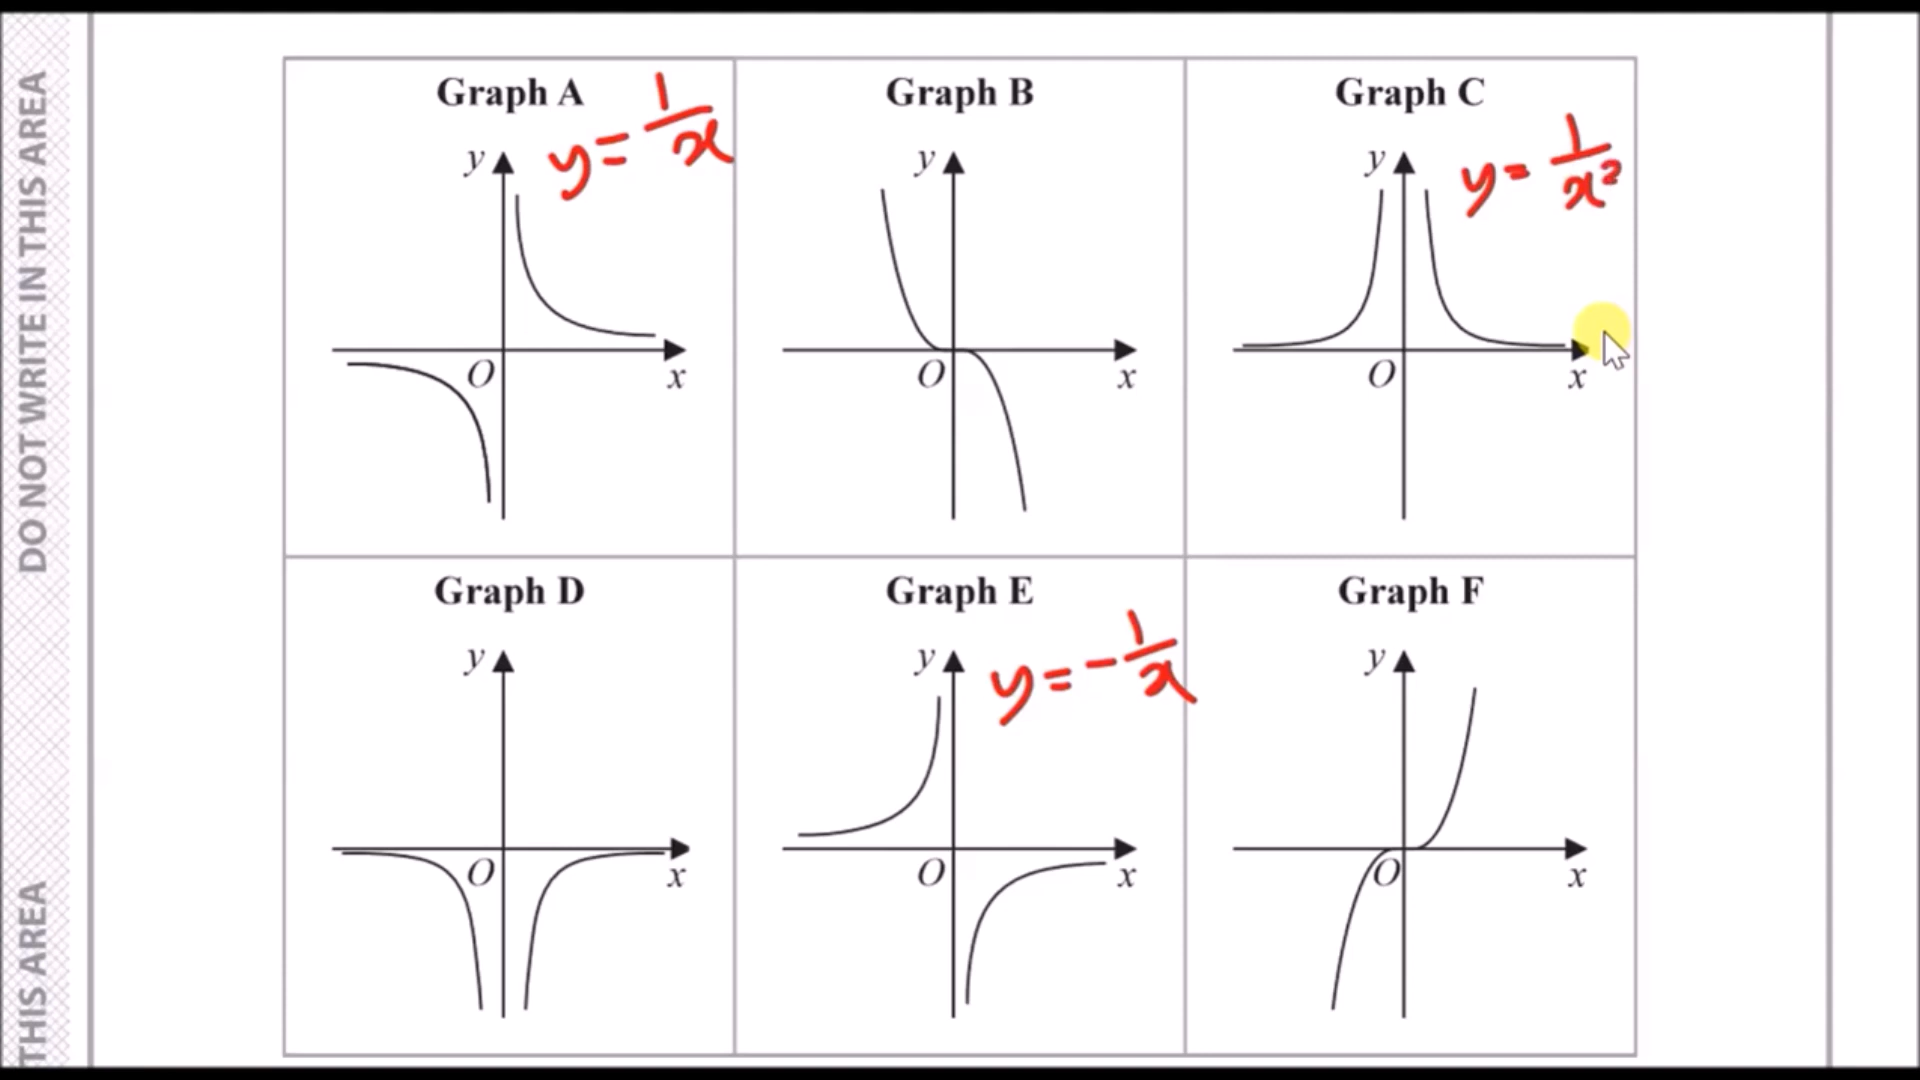 DO NOT WRITE IN THIS AREA
THIS AREA
Graph A
y = 1/x
y
O
x
Graph B
y
O
x
Graph C
y = 1/x²
y
O
x
Graph D
y
O
x
Graph E
y = -1/x
y
O
x
Graph F
y
O
x